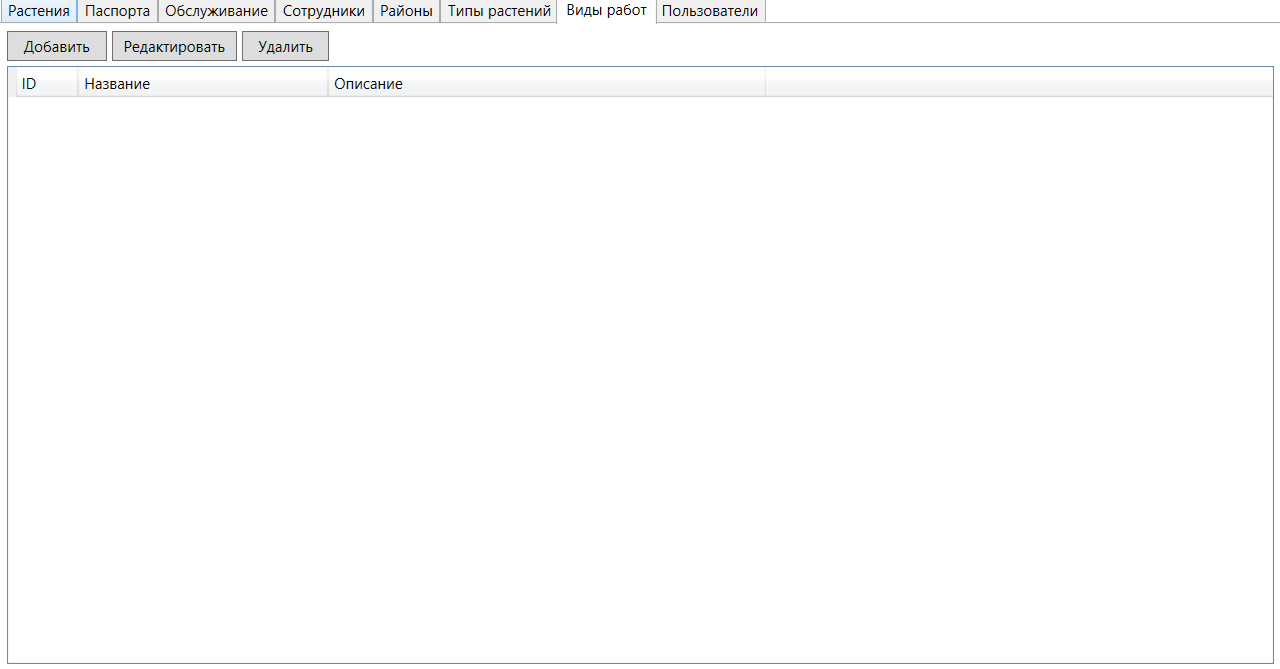 Растения Паспорта Обслуживание Сотрудники Районы Типы растений Виды работ Пользователи
Добавить Редактировать Удалить
ID Название Описание